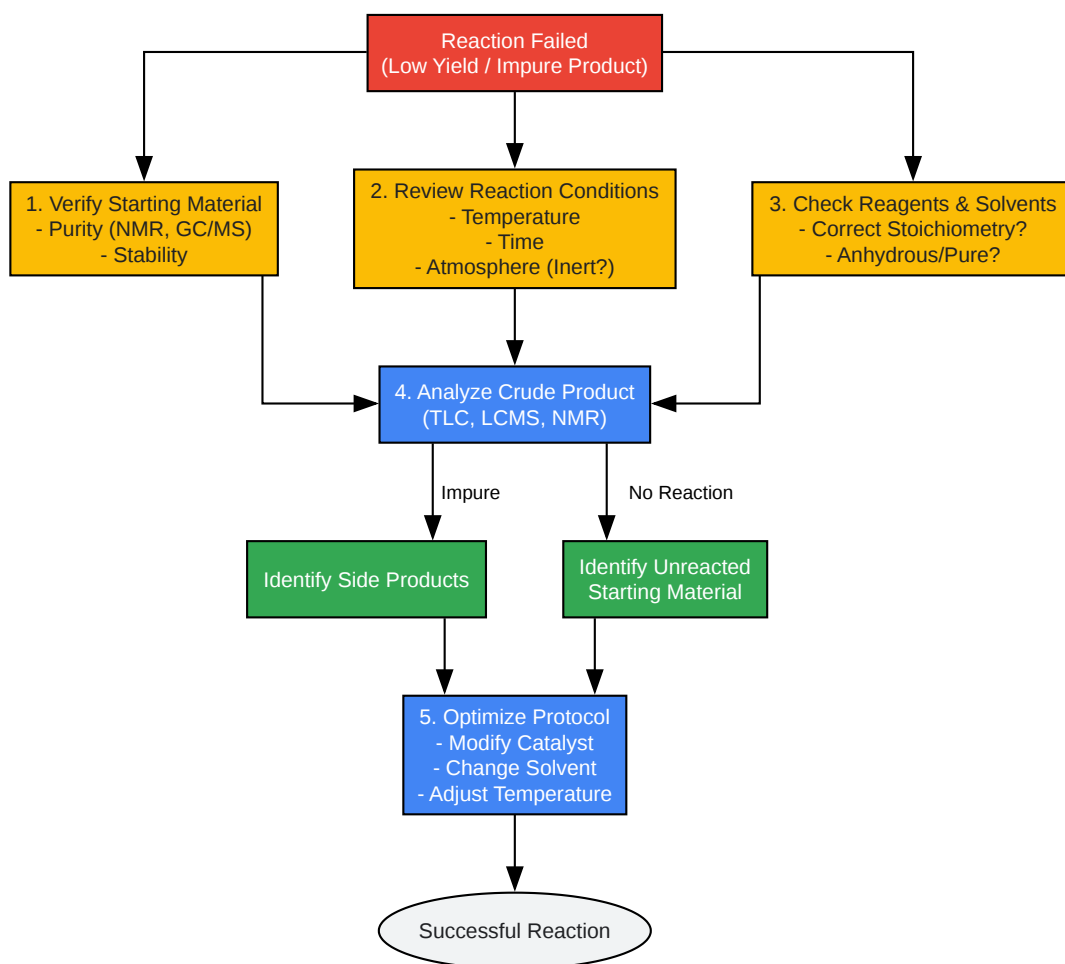 Reaction Failed
(Low Yield / Impure Product)
1. Verify Starting Material
- Purity (NMR, GC/MS)
- Stability
2. Review Reaction Conditions
- Temperature
- Time
- Atmosphere (Inert?)
3. Check Reagents & Solvents
- Correct Stoichiometry?
- Anhydrous/Pure?
4. Analyze Crude Product
(TLC, LCMS, NMR)
Impure
No Reaction
Identify Side Products
Identify Unreacted
Starting Material
5. Optimize Protocol
- Modify Catalyst
- Change Solvent
- Adjust Temperature
Successful Reaction